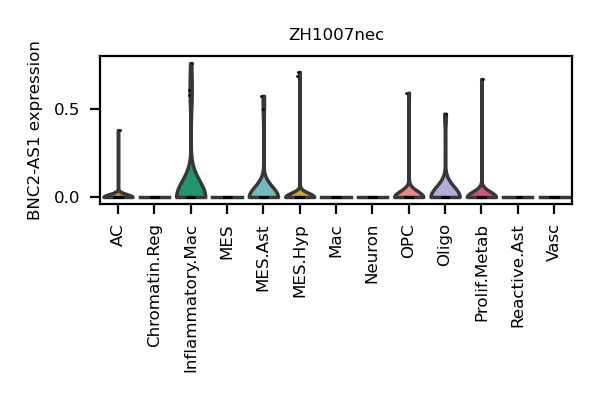 ZH1007nec
BNC2-AS1 expression
0.5
0.0
AC
Chromatin.Reg
Inflammatory.Mac
MES
MES.Ast
MES.Hyp
Mac
Neuron
OPC
Oligo
Prolif.Metab
Reactive.Ast
Vasc